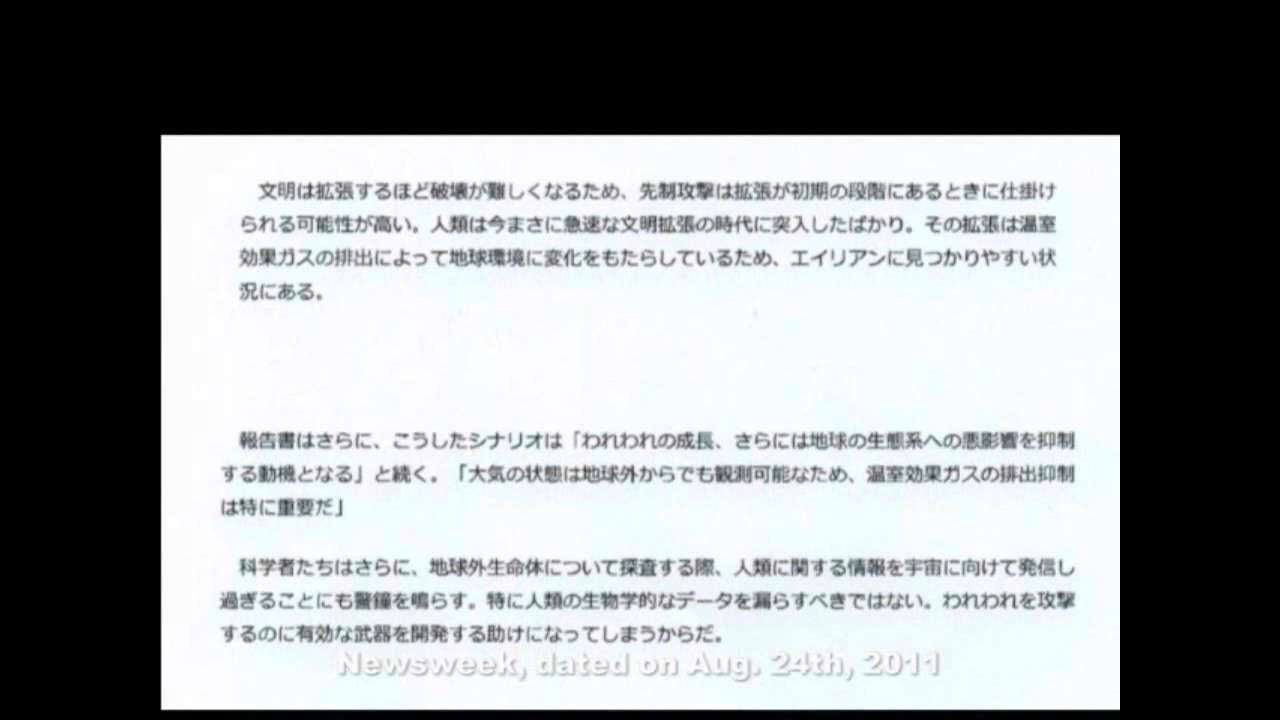 文明は拡張するほど破壊が難しくなるため、先制攻撃は拡張が初期の段階にあるときに仕掛け
られる可能性が高い。人類は今まさに急速な文明拡張の時代に突入したばかり。その拡張は温室
効果ガスの排出によって地球環境に変化をもたらしているため、エイリアンに見つかりやすい状
況にある。
報告書はさらに、こうしたシナリオは「われわれの成長、さらには地球の生態系への悪影響を抑制
する動機となる」と続く。「大気の状態は地球外からでも観測可能なため、温室効果ガスの排出抑制
は特に重要だ」
科学者たちはさらに、地球外生命体について探査する際、人類に関する情報を宇宙に向けて発信し
過ぎることにも警鐘を鳴らす。特に人類の生物学的なデータを漏らすべきではない。われわれを攻撃
するのに有効な武器を開発する助けになってしまうからだ。
Newsweek, dated on Aug. 24th, 2011